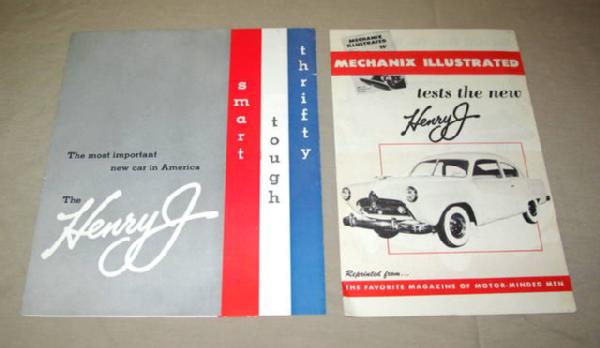 The most important
new car in America
The
Henry J
smart
tough
thrifty
MECHANIX
ILLUSTRATED
MECHANIX ILLUSTRATED
tests the new
Henry J
Reprinted from...
THE FAVORITE MAGAZINE OF MOTOR-MINDED MEN